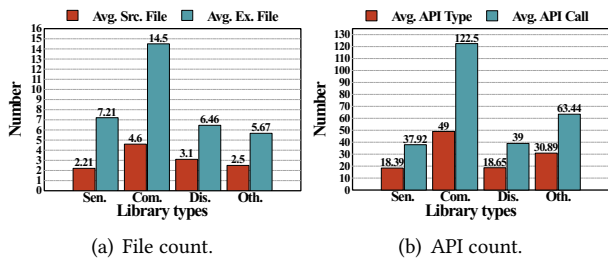 Avg. Src. File Avg. Ex. File
Number
16
15
14
13
12
11
10
9
8
7
6
5
4
3
2
1
0
2.21 7.21 4.6 14.5 3.1 6.46 2.5 5.67
Sen. Com. Dis. Oth.
Library types
(a) File count.
Avg. API Type Avg. API Call
Number
130
120
110
100
90
80
70
60
50
40
30
20
10
0
18.39 37.92 49 122.5 18.65 39 30.89 63.44
Sen. Com. Dis. Oth.
Library types
(b) API count.